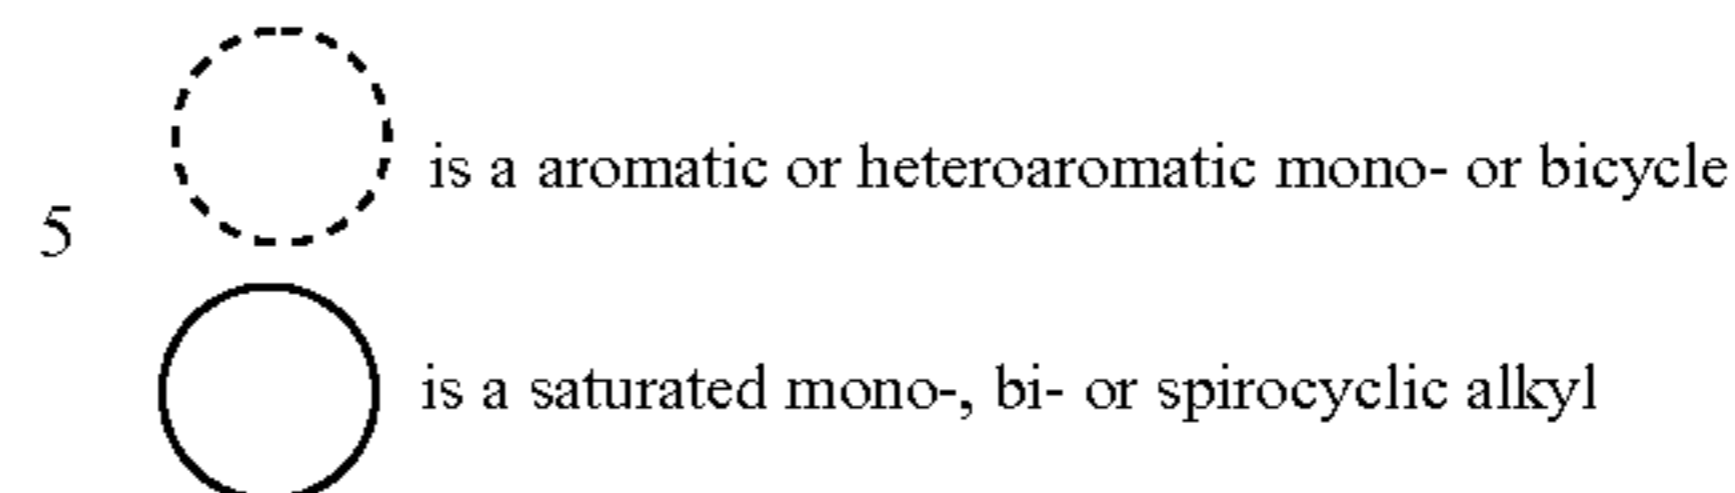 is a aromatic or heteroaromatic mono- or bicycle
5
is a saturated mono-, bi- or spirocyclic alkyl